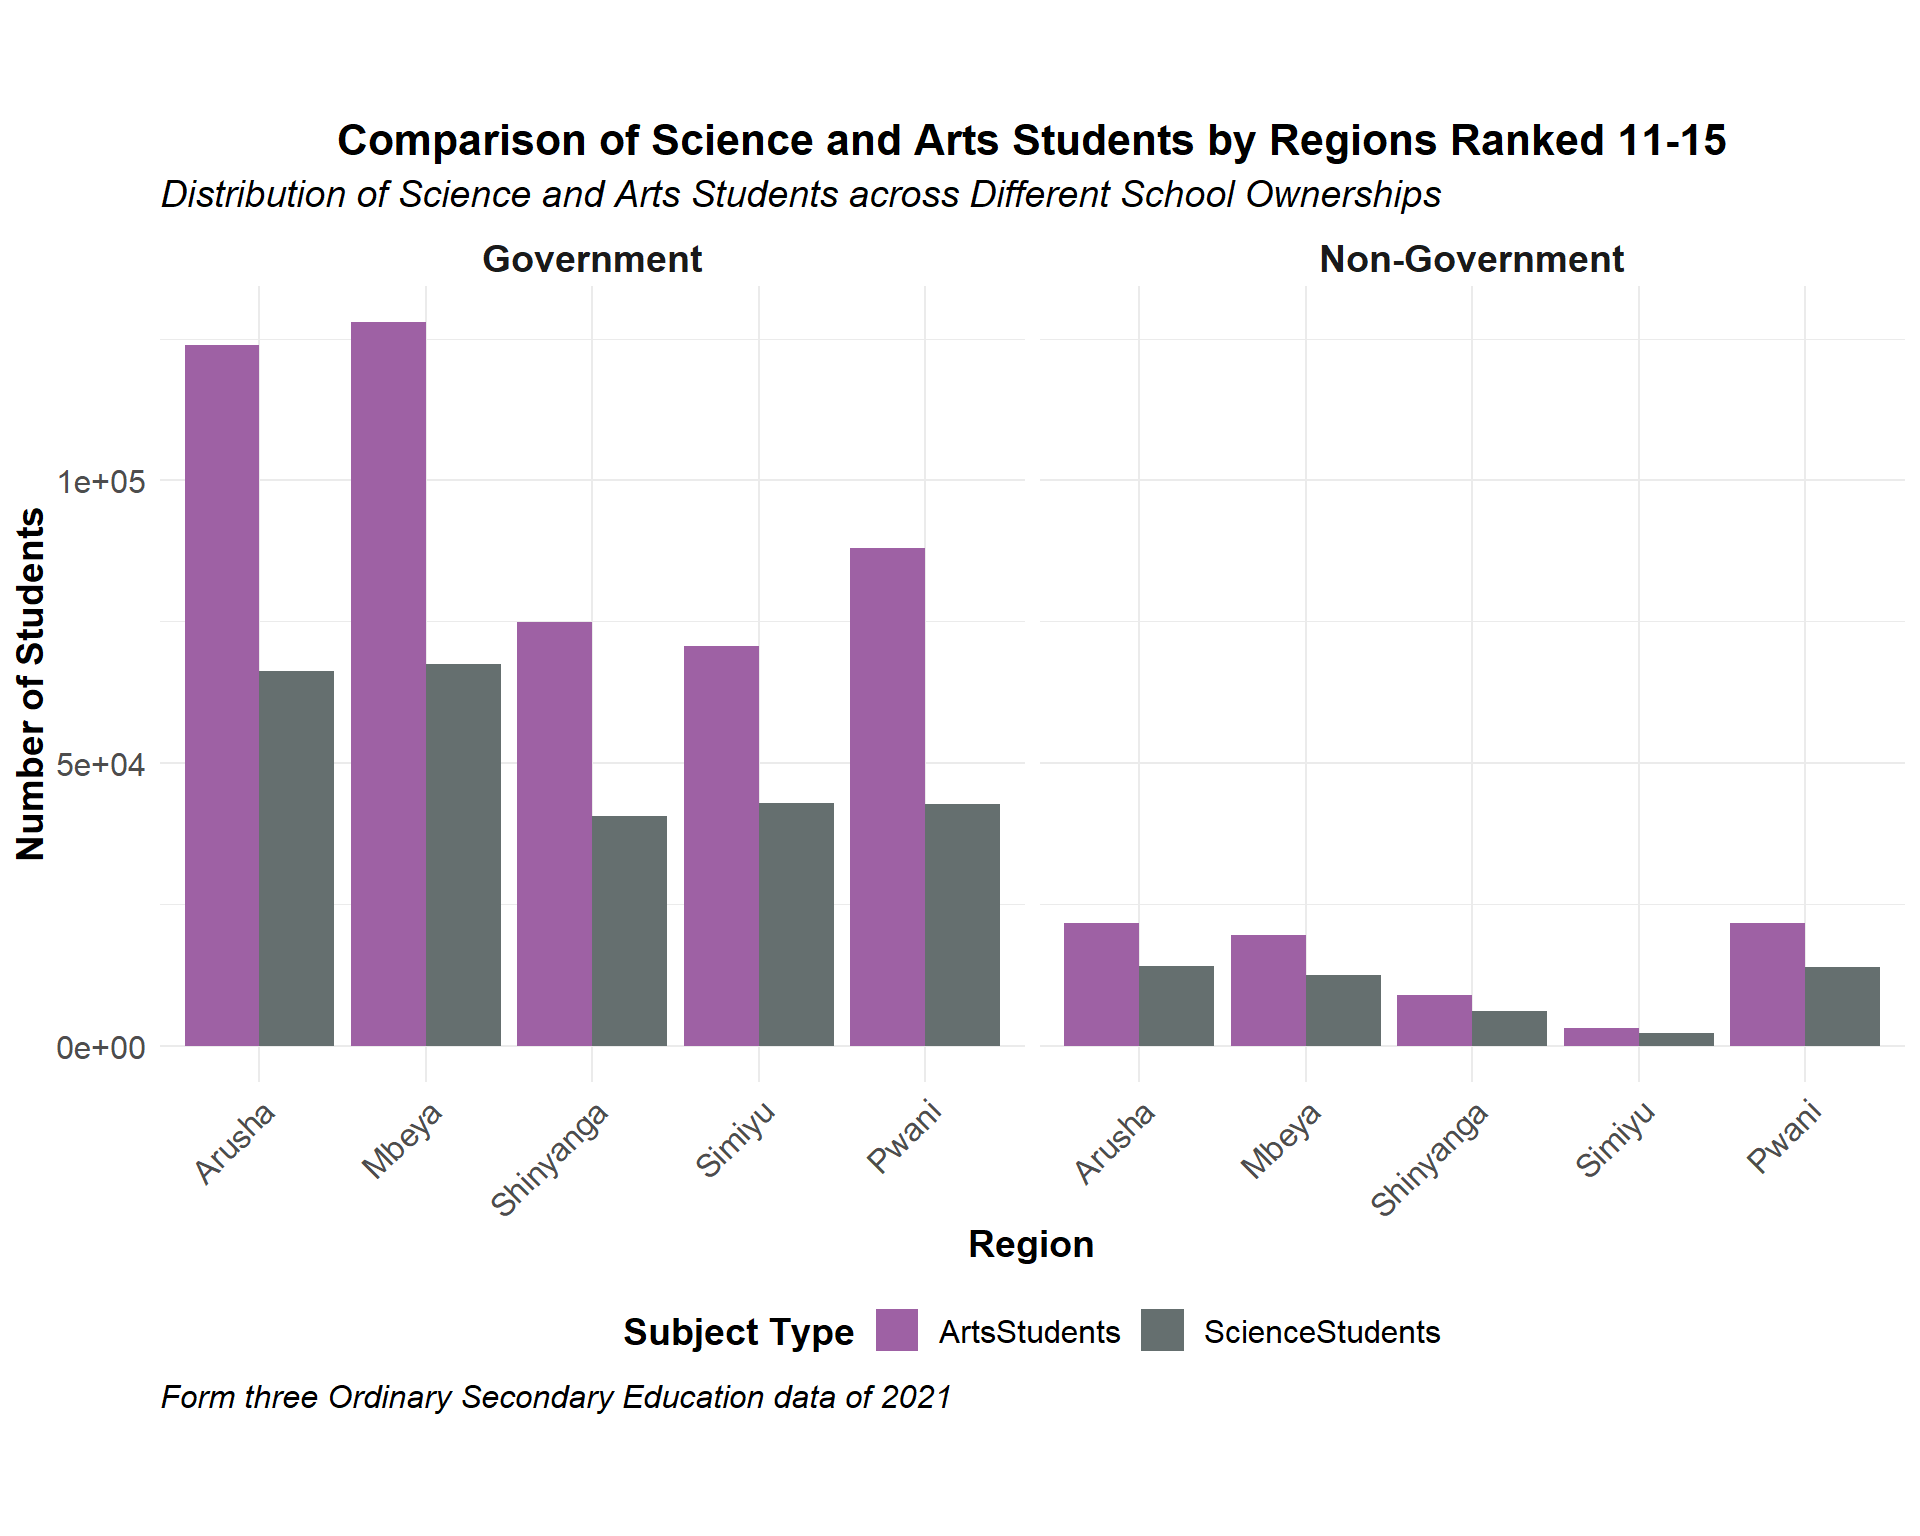 Comparison of Science and Arts Students by Regions Ranked 11-15
Distribution of Science and Arts Students across Different School Ownerships
Government
Non-Government
Number of Students
1e+05
5e+04
0e+00
Arusha
Mbeya
Shinyanga
Simiyu
Pwani
Arusha
Mbeya
Shinyanga
Simiyu
Pwani
Region
Subject Type
ArtsStudents
ScienceStudents
Form three Ordinary Secondary Education data of 2021